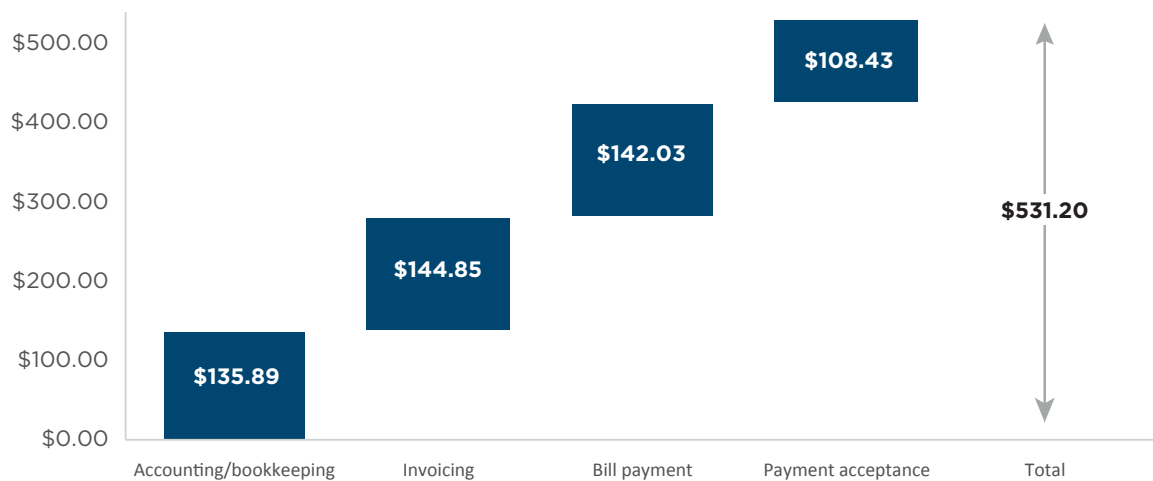 $500.00
$400.00
$300.00
$200.00
$100.00
$0.00
$135.89
$144.85
$142.03
$108.43
$531.20
Accounting/bookkeeping
Invoicing
Bill payment
Payment acceptance
Total